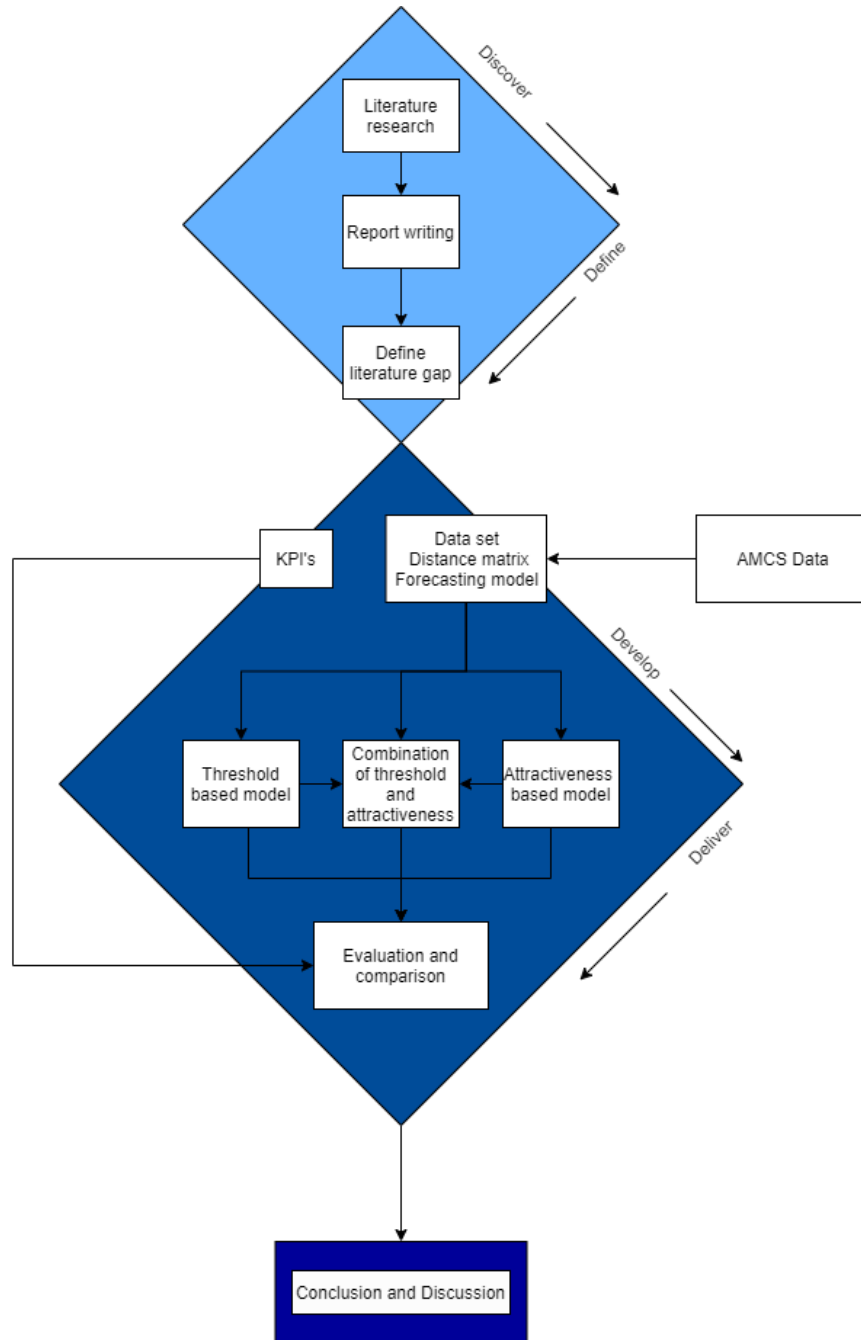 Discover
Literature
research
Report writing
Define
Define
literature gap
KPI's
Data set
Distance matrix
Forecasting model
AMCS Data
Develop
Threshold
based model
Combination
of threshold
and
attractiveness
Attractiveness
based model
Deliver
Evaluation and
comparison
Conclusion and Discussion